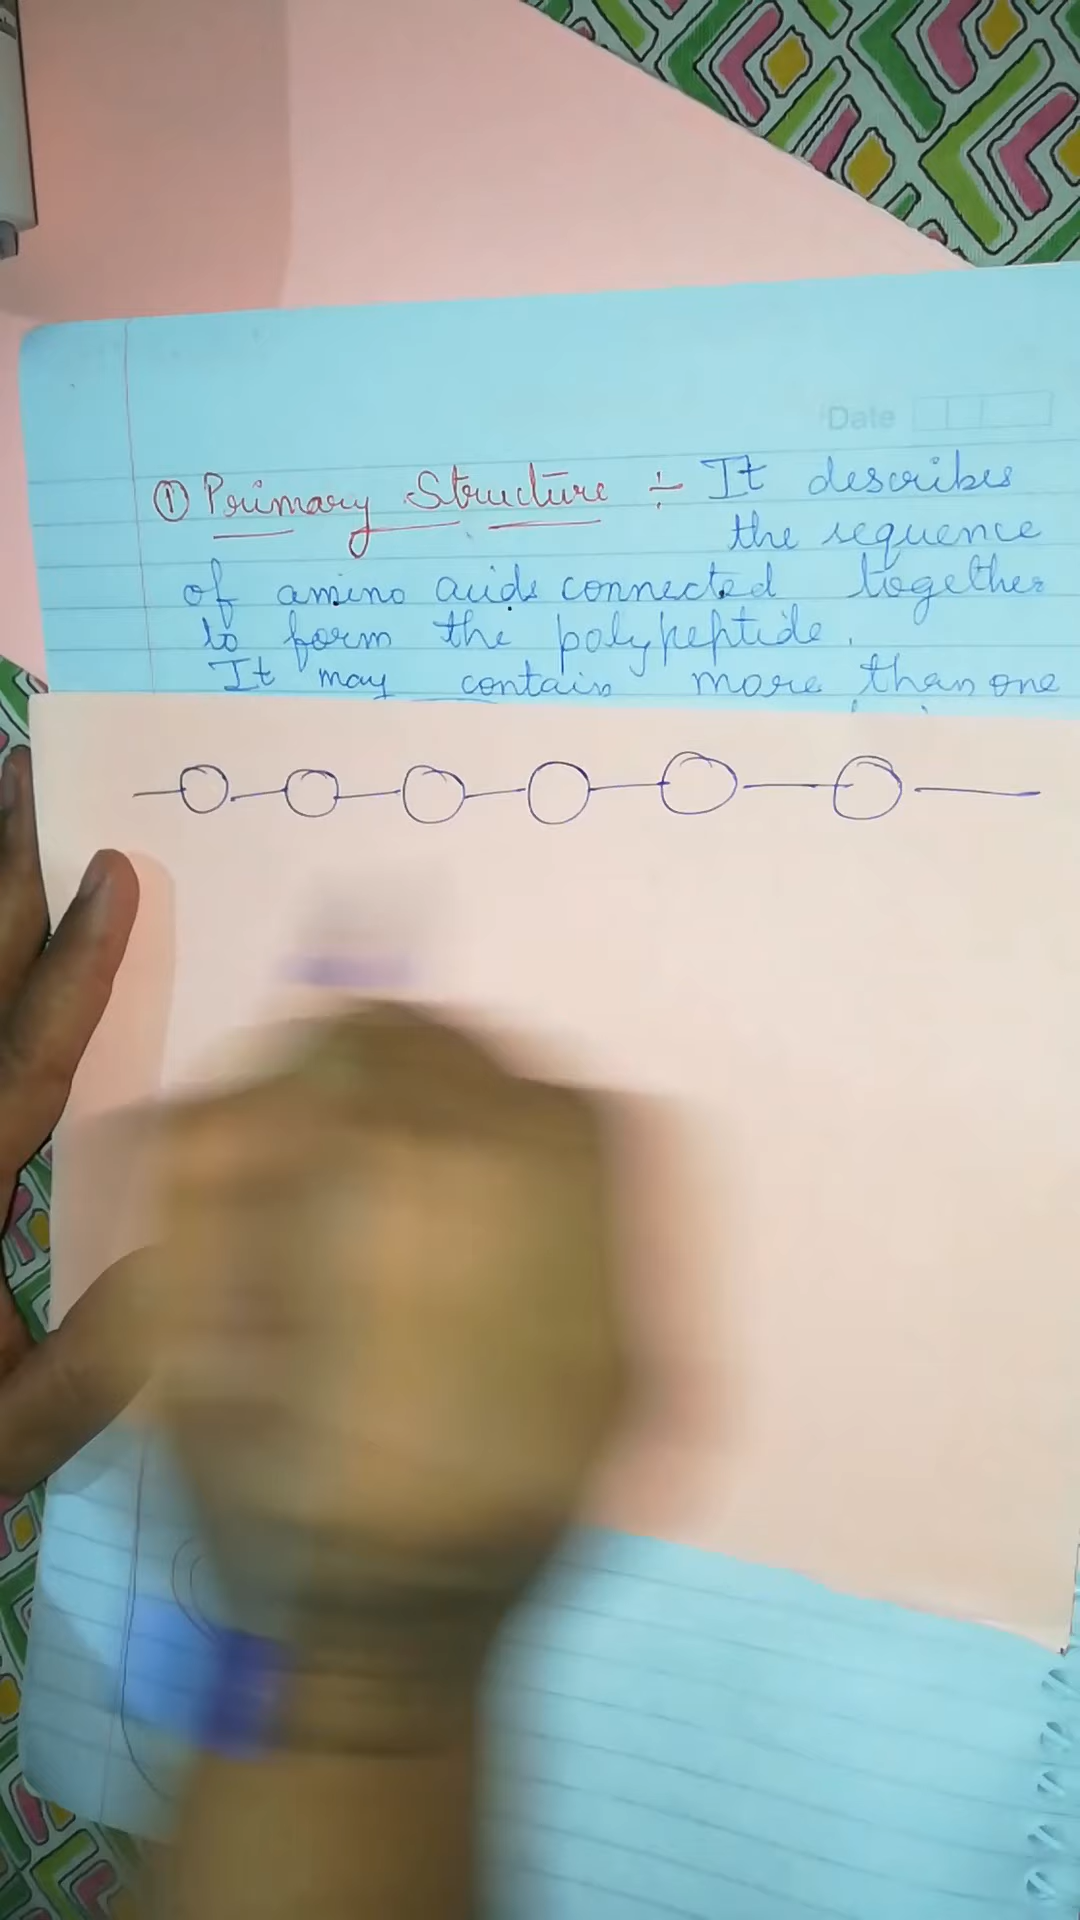 Date
① Primary Structure ÷ It describes
the sequence
of amino acids connected together
to form the polypeptide.
It may contain more than one